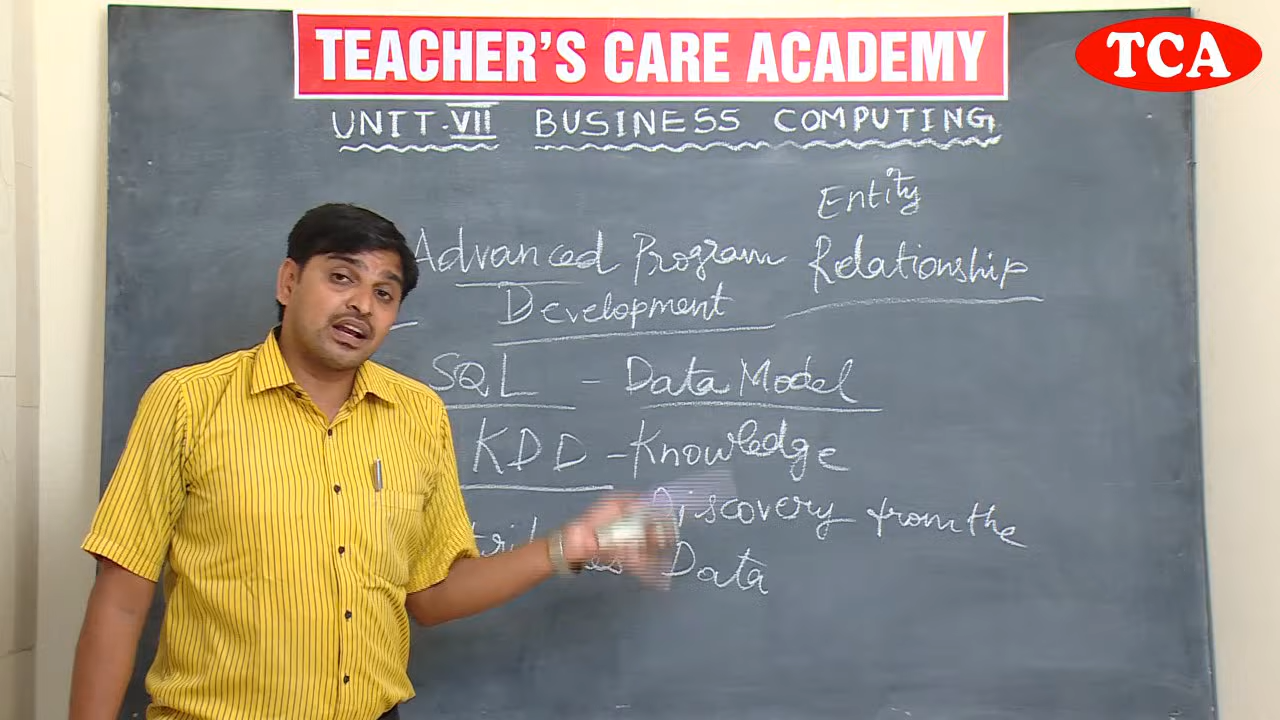 TEACHER'S CARE ACADEMY
TCA
UNIT.VII BUSINESS COMPUTING
Entity
Advanced Program Relationship
Development
SQL - Data Model
KDD - Knowledge
Discovery from the
Data